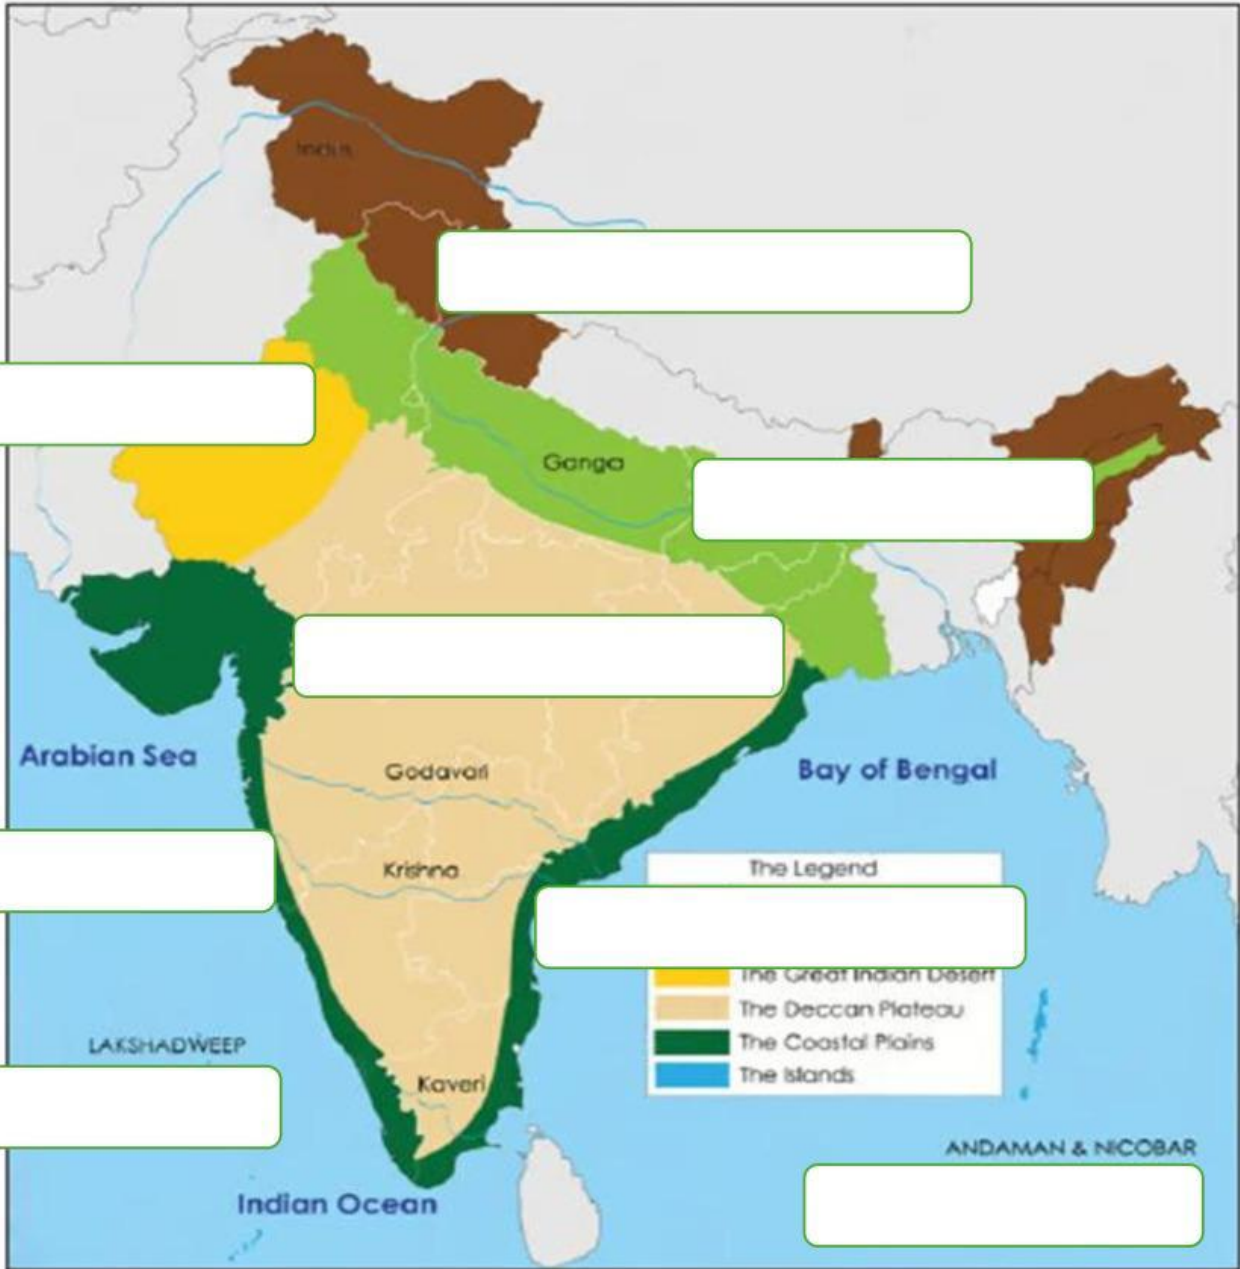 Indus
Ganga
Arabian Sea
Godavari
Bay of Bengal
Krishna
The Legend
The Great Indian Desert
The Deccan Plateau
The Coastal Plains
The Islands
LAKSHADWEEP
Kaveri
ANDAMAN & NICOBAR
Indian Ocean